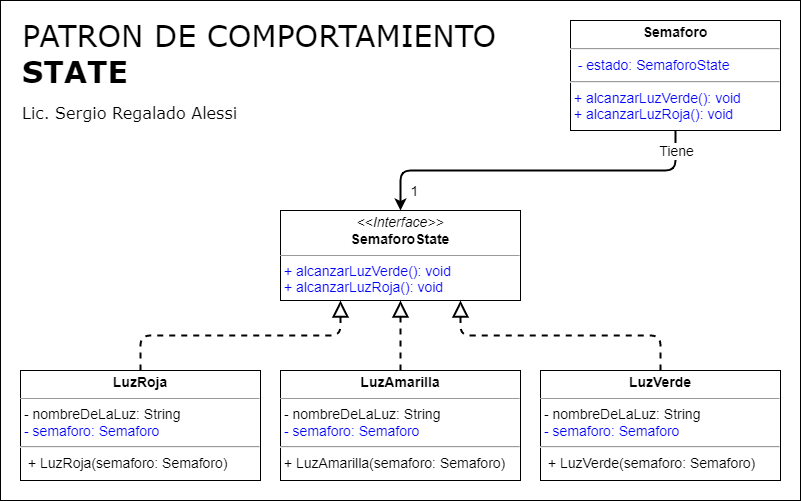 PATRON DE COMPORTAMIENTO
STATE
Lic. Sergio Regalado Alessi
Semaforo
- estado: SemaforoState
+ alcanzarLuzVerde(): void
+ alcanzarLuzRoja(): void
Tiene
1
<<Interface>>
SemaforoState
+ alcanzarLuzVerde(): void
+ alcanzarLuzRoja(): void
LuzRoja
- nombreDeLaLuz: String
- semaforo: Semaforo
+ LuzRoja(semaforo: Semaforo)
LuzAmarilla
- nombreDeLaLuz: String
- semaforo: Semaforo
+ LuzAmarilla(semaforo: Semaforo)
LuzVerde
- nombreDeLaLuz: String
- semaforo: Semaforo
+ LuzVerde(semaforo: Semaforo)